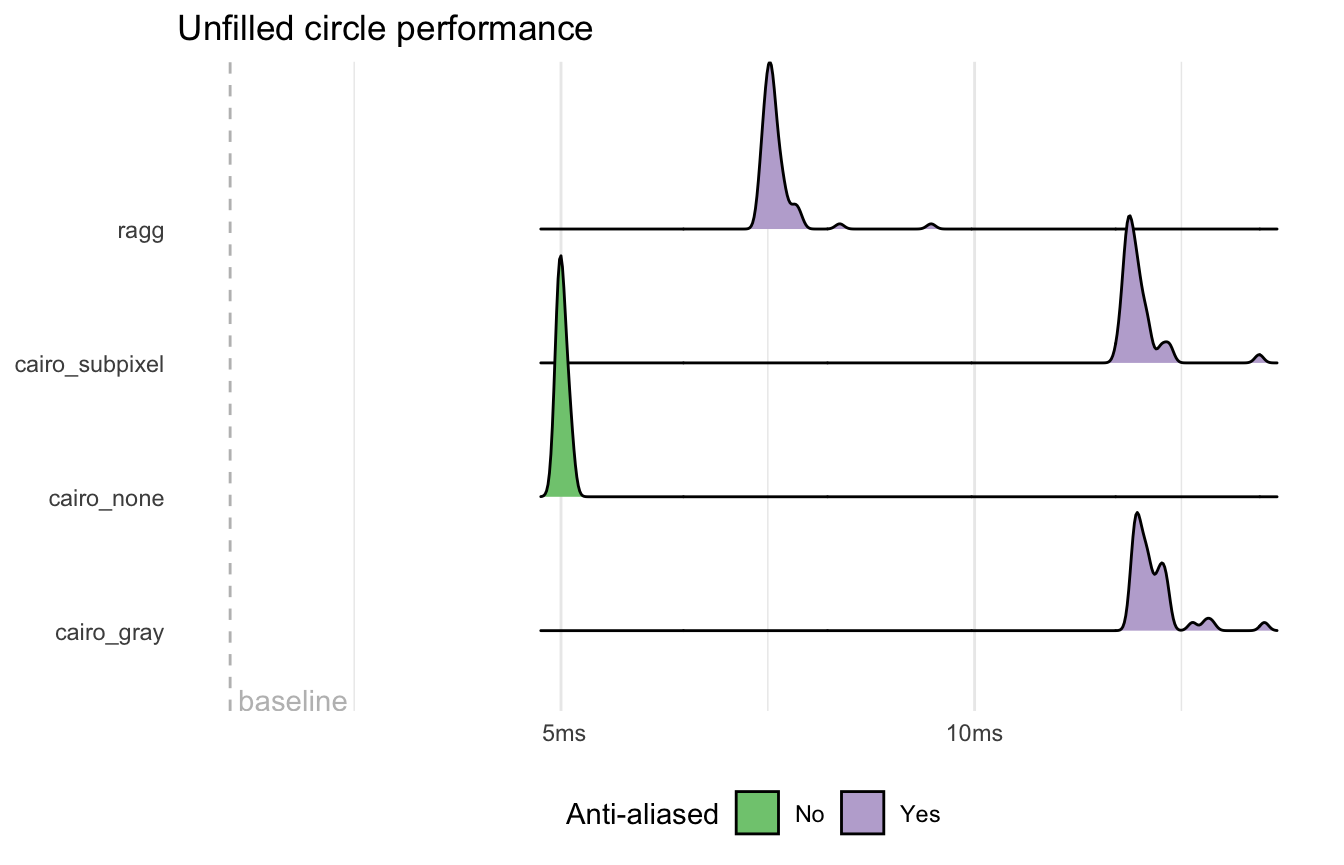 Unfilled circle performance
ragg
cairo_subpixel
cairo_none
cairo_gray
baseline
5ms 10ms
Anti-aliased No Yes